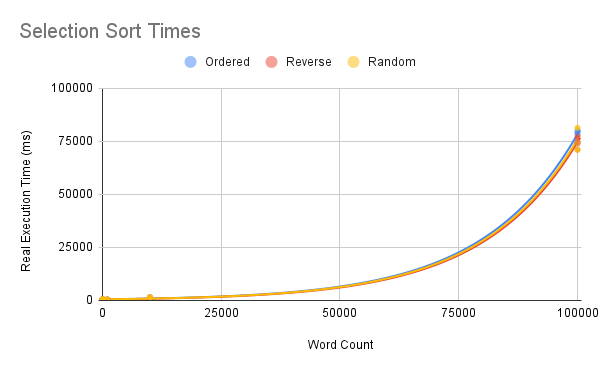 Selection Sort Times
Ordered Reverse Random
Real Execution Time (ms)
100000
75000
50000
25000
0
0 25000 50000 75000 100000
Word Count